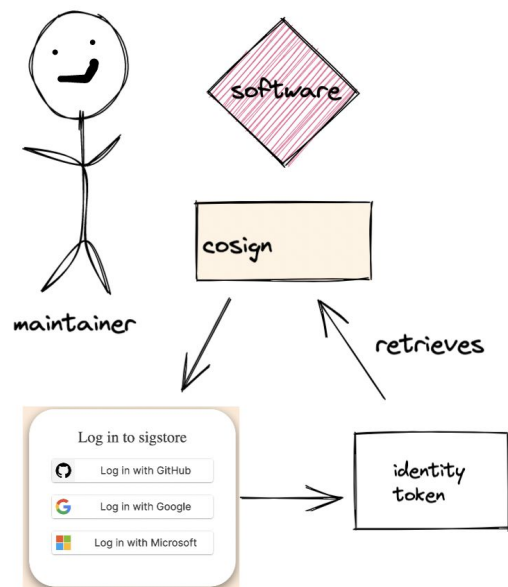 software
cosign
maintainer
retrieves
Log in to sigstore
Log in with GitHub
Log in with Google
Log in with Microsoft
identity
token